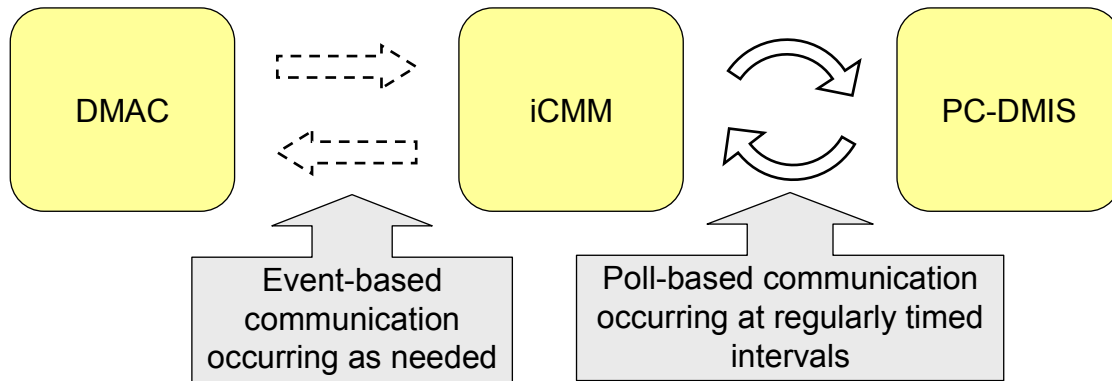 DMAC
iCMM
PC-DMIS
Event-based
communication
occurring as needed
Poll-based communication
occurring at regularly timed
intervals